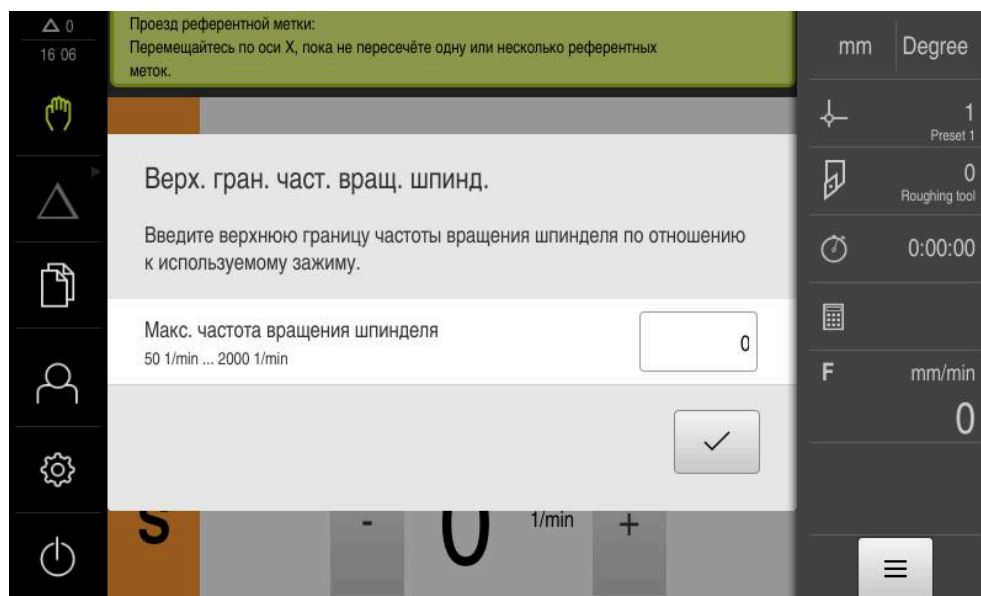 0
16 06
Проезд референтной метки:
Перемещайтесь по оси X, пока не пересечёте одну или несколько референтных
меток.
mm Degree
1
Preset 1
0
Roughing tool
0:00:00
F mm/min
0
Верх. гран. част. вращ. шпинд.
Введите верхнюю границу частоты вращения шпинделя по отношению
к используемому зажиму.
Макс. частота вращения шпинделя
50 1/min ... 2000 1/min
0
S - 0 1/min +